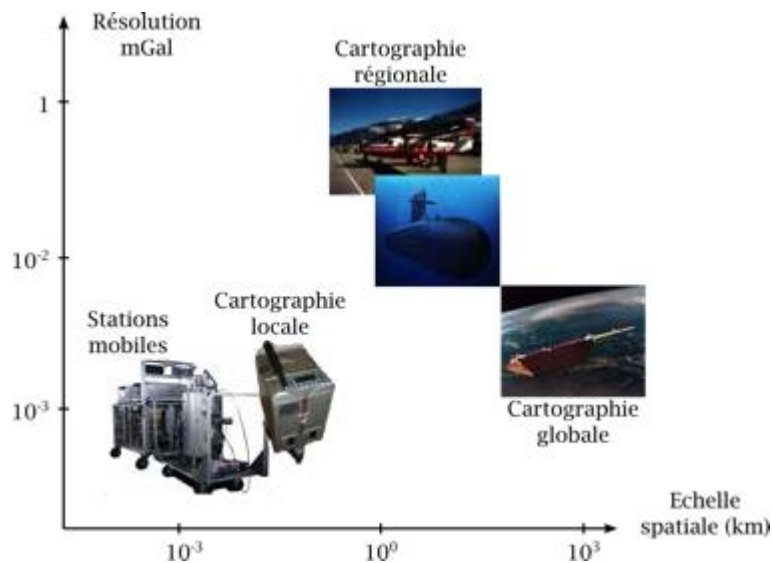 Résolution
mGal
Cartographie
régionale
1
10⁻²
Cartographie
locale
Stations
mobiles
10⁻³
Cartographie
globale
Echelle
spatiale (km)
10⁻³
10⁰
10³